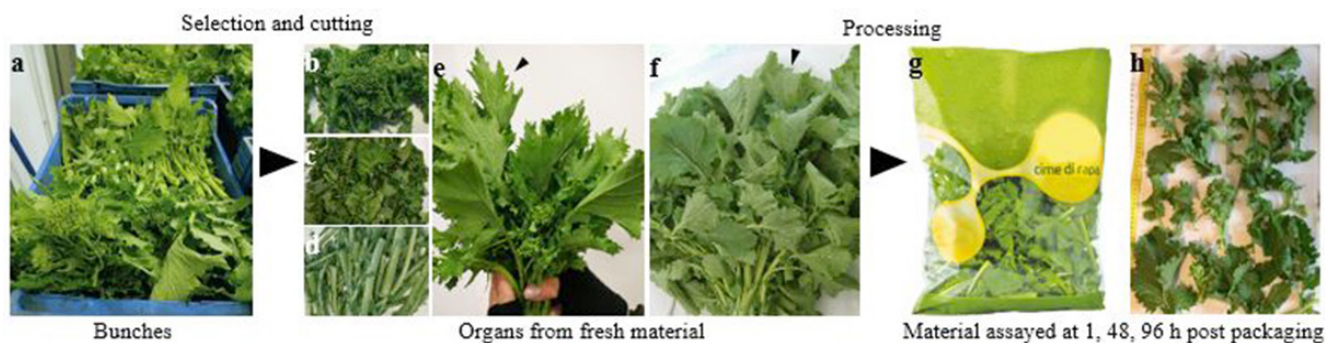 Selection and cutting
Processing
a
b
c
d
e
f
g
h
cime di rapa
Bunches
Organs from fresh material
Material assayed at 1, 48, 96 h post packaging